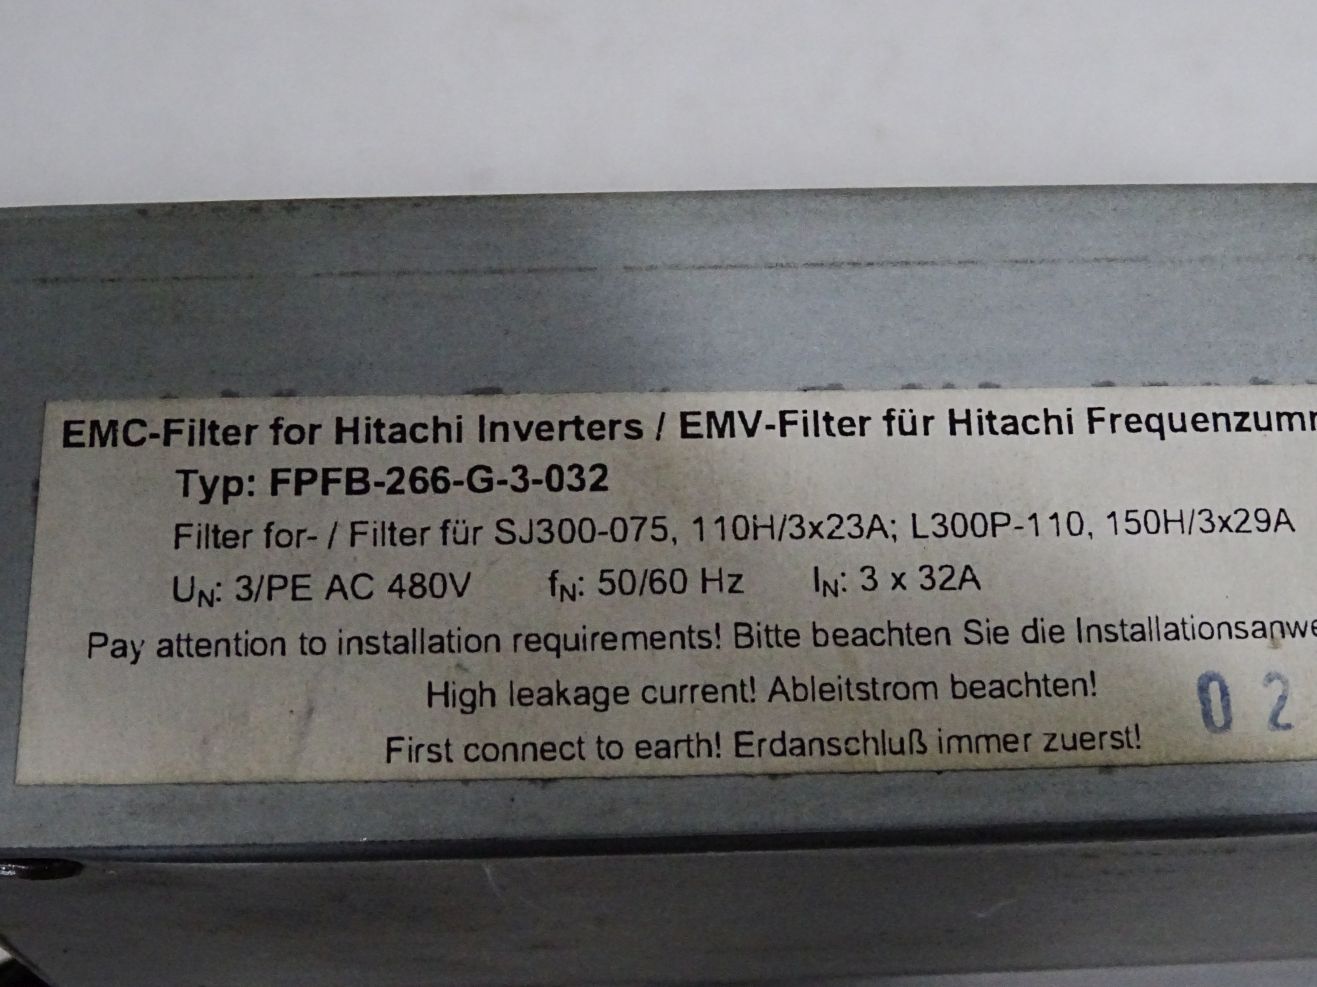 EMC-Filter for Hitachi Inverters / EMV-Filter für Hitachi
Typ: FPFB-266-G-3-032
Filter for- / Filter für SJ300-075, 110H/3x23A; L300P-110, 150H/3x29A
UN: 3/PE AC 480V fN: 50/60 Hz IN: 3 x 32A
Pay attention to installation requirements! Bitte beachten Sie die
High leakage current! Ableitstrom beachten!
02
First connect to earth! Erdanschluß immer zuerst!